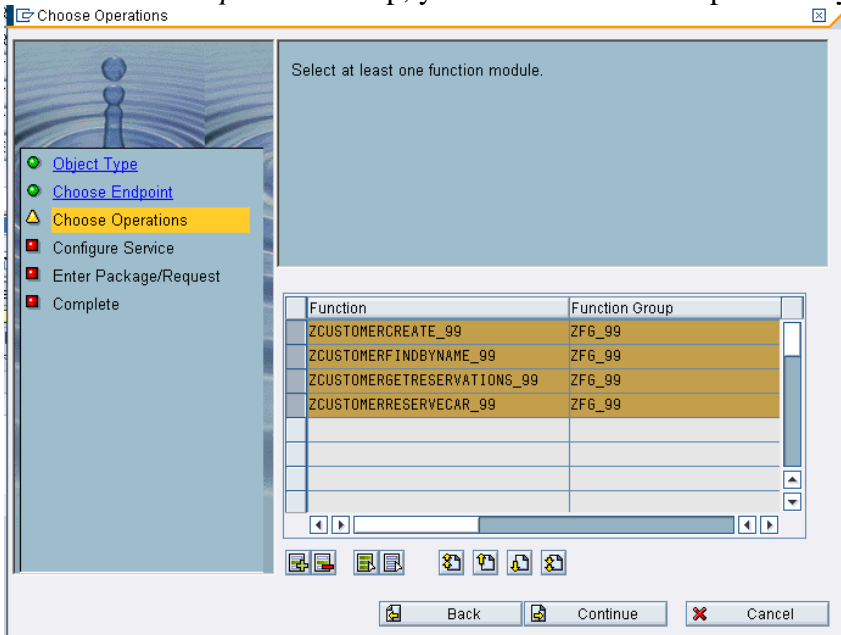 Choose Operations
Select at least one function module.
Object Type
Choose Endpoint
Choose Operations
Configure Service
Enter Package/Request
Complete
Function Function Group
ZCUSTOMERCREATE_99 ZFG_99
ZCUSTOMERFINDBYNAME_99 ZFG_99
ZCUSTOMERGETRESERVATIONS_99 ZFG_99
ZCUSTOMERRESERVECAR_99 ZFG_99
Back Continue Cancel